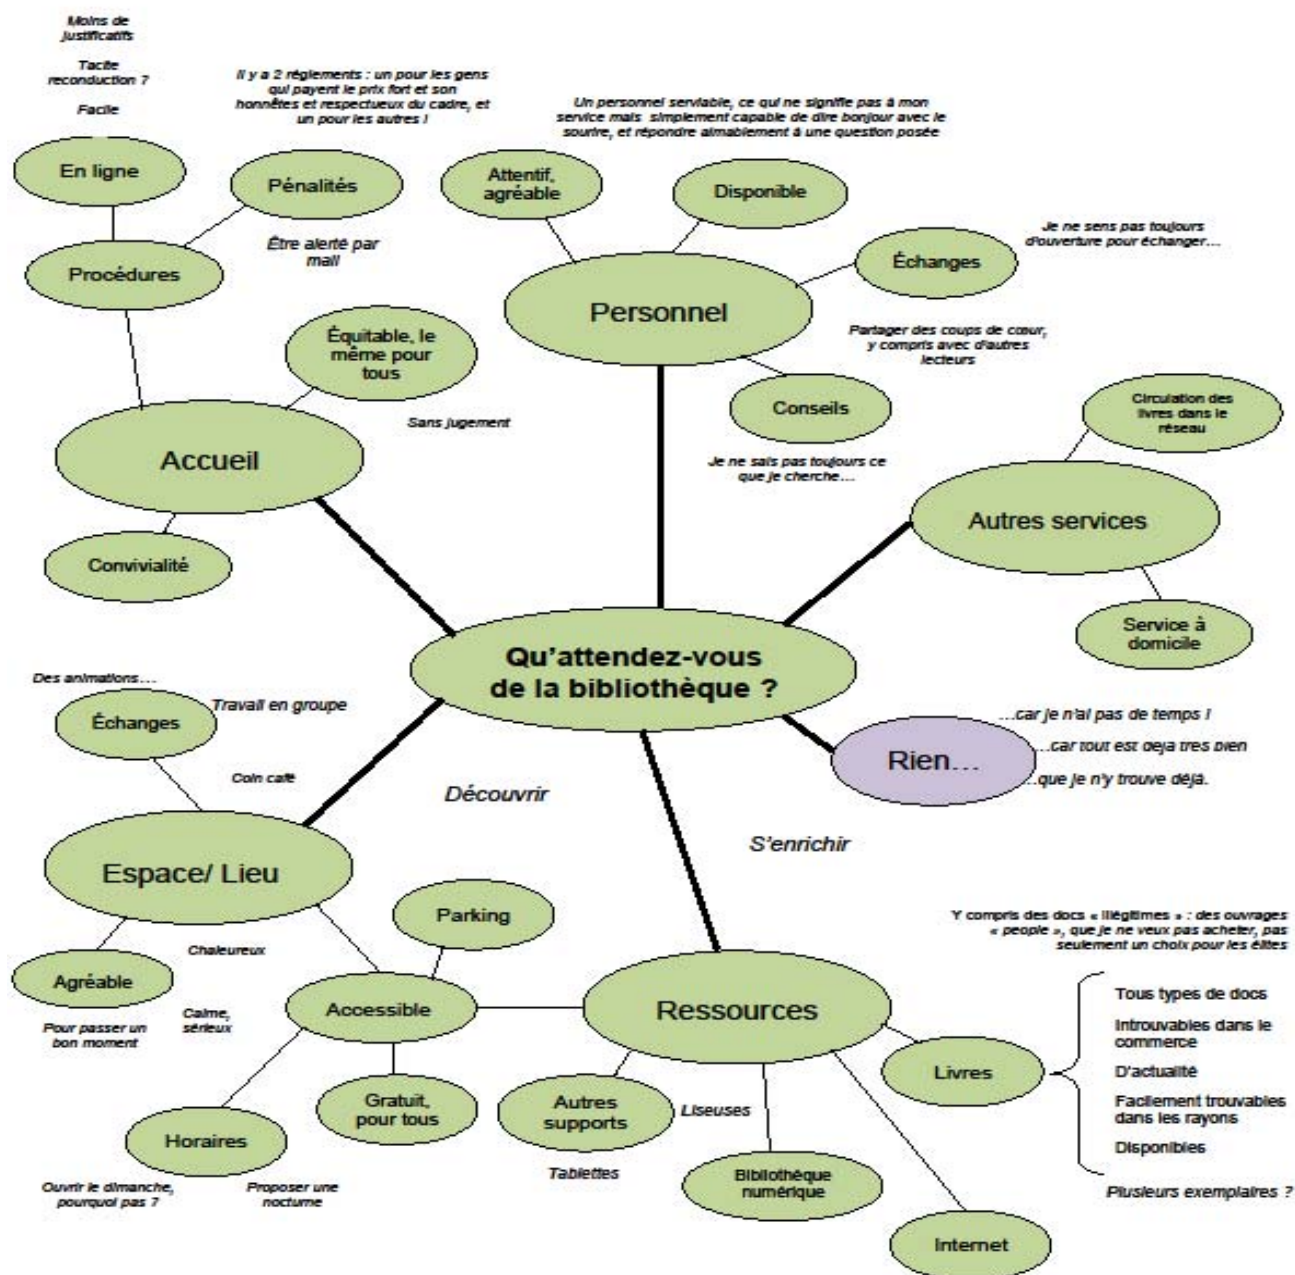 Moins de
justificatifs
Tacite
reconduction ?
Facile
Il y a 2 règlements : un pour les gens
qui payent le prix fort et son
honnêtes et respectueux du cadre, et
un pour les autres !
Un personnel serviable, ce qui ne signifie pas à mon
service mais simplement capable de dire bonjour avec le
sourire, et répondre aimablement à une question posée
En ligne
Pénalités
Attentif,
agréable
Disponible
Être alerté par
mail
Procédures
Je ne sens pas toujours
d'ouverture pour échanger…
Échanges
Personnel
Équitable, le
même pour
tous
Partager des coups de cœur,
y compris avec d'autres
lecteurs
Sans jugement
Conseils
Circulation des
livres dans le
réseau
Accueil
Je ne sais pas toujours ce
que je cherche…
Autres services
Convivialité
Service à
domicile
Qu'attendez-vous
de la bibliothèque ?
Des animations…
Échanges
Travail en groupe
…car je n'ai pas de temps !
…car tout est déjà très bien
…que je n'y trouve déjà.
Rien…
Coin café
Découvrir
S'enrichir
Espace/ Lieu
Parking
Y compris des docs « illégitimes » : des ouvrages
« people », que je ne veux pas acheter, pas
seulement un choix pour les élites
Chaleureux
Agréable
Calme,
sérieux
Pour passer un
bon moment
Accessible
Ressources
Tous types de docs
Introuvables dans le
commerce
D'actualité
Facilement trouvables
dans les rayons
Disponibles
Livres
Gratuit,
pour tous
Autres
supports
Liseuses
Horaires
Tablettes
Bibliothèque
numérique
Ouvrir le dimanche,
pourquoi pas ?
Proposer une
nocturne
Plusieurs exemplaires ?
Internet